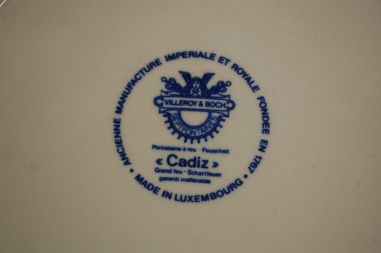 ANCIENNE MANUFACTURE IMPERIALE ET ROYALE FONDEE EN 1767
VILLEROY & BOCH
SEPTFONTAINES
Porcelaine à feu - Feuerfest
« Cadiz »
Grand feu - Scharffeuer
garanti inaltérable
• MADE IN LUXEMBOURG •